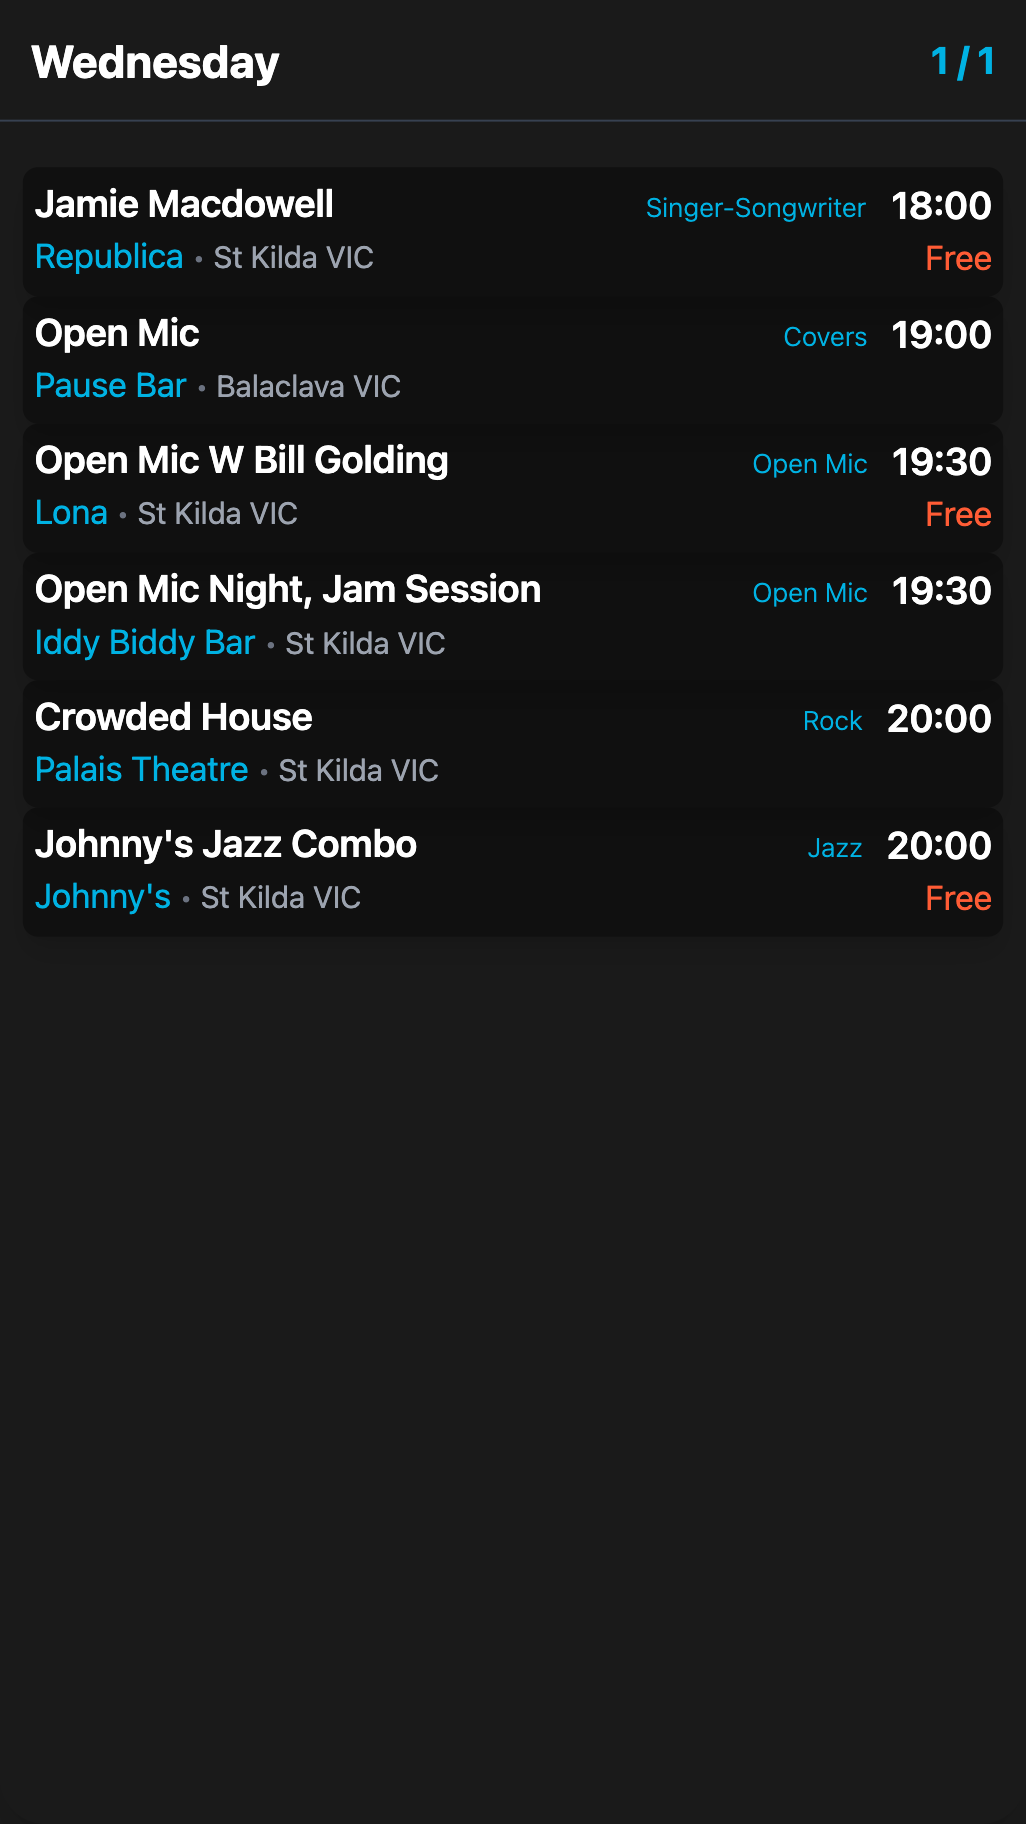 Wednesday 1 / 1
Jamie Macdowell Singer-Songwriter 18:00
Republica • St Kilda VIC Free
Open Mic Covers 19:00
Pause Bar • Balaclava VIC
Open Mic W Bill Golding Open Mic 19:30
Lona • St Kilda VIC Free
Open Mic Night, Jam Session Open Mic 19:30
Iddy Biddy Bar • St Kilda VIC
Crowded House Rock 20:00
Palais Theatre • St Kilda VIC
Johnny's Jazz Combo Jazz 20:00
Johnny's • St Kilda VIC Free